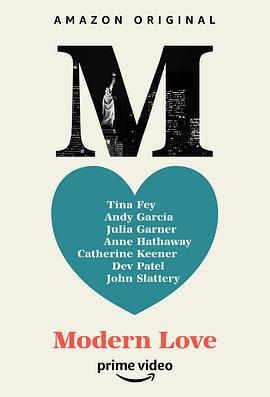 AMAZON ORIGINAL
M
Tina Fey
Andy Garcia
Julia Garner
Anne Hathaway
Catherine Keener
Dev Patel
John Slattery
Modern Love
prime video